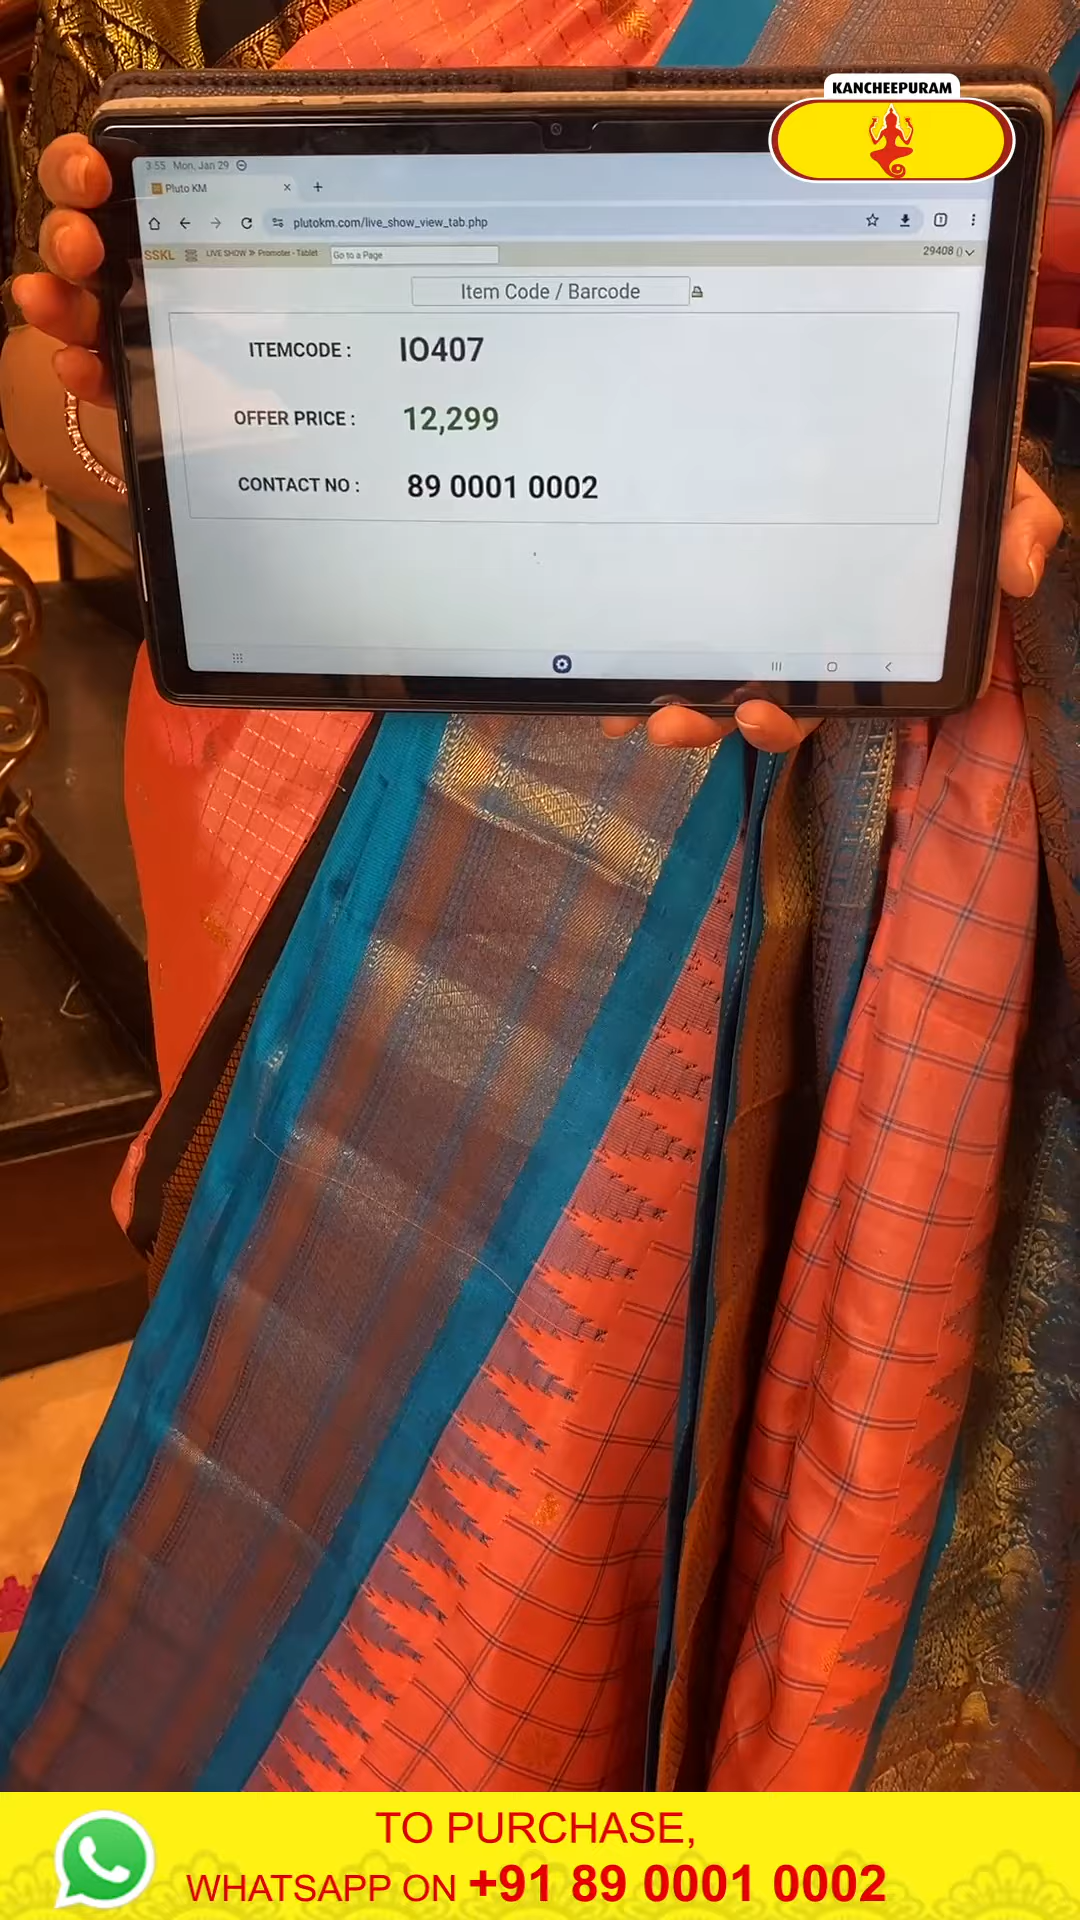 KANCHEEPURAM
3:55 Mon, Jan 29
Pluto KM
plutokm.com/live_show_view_tab.php
SSKL LIVE SHOW >> Promoter - Tablet Go to a Page 29408 ()
Item Code / Barcode
ITEMCODE : IO407
OFFER PRICE : 12,299
CONTACT NO : 89 0001 0002
TO PURCHASE,
WHATSAPP ON +91 89 0001 0002